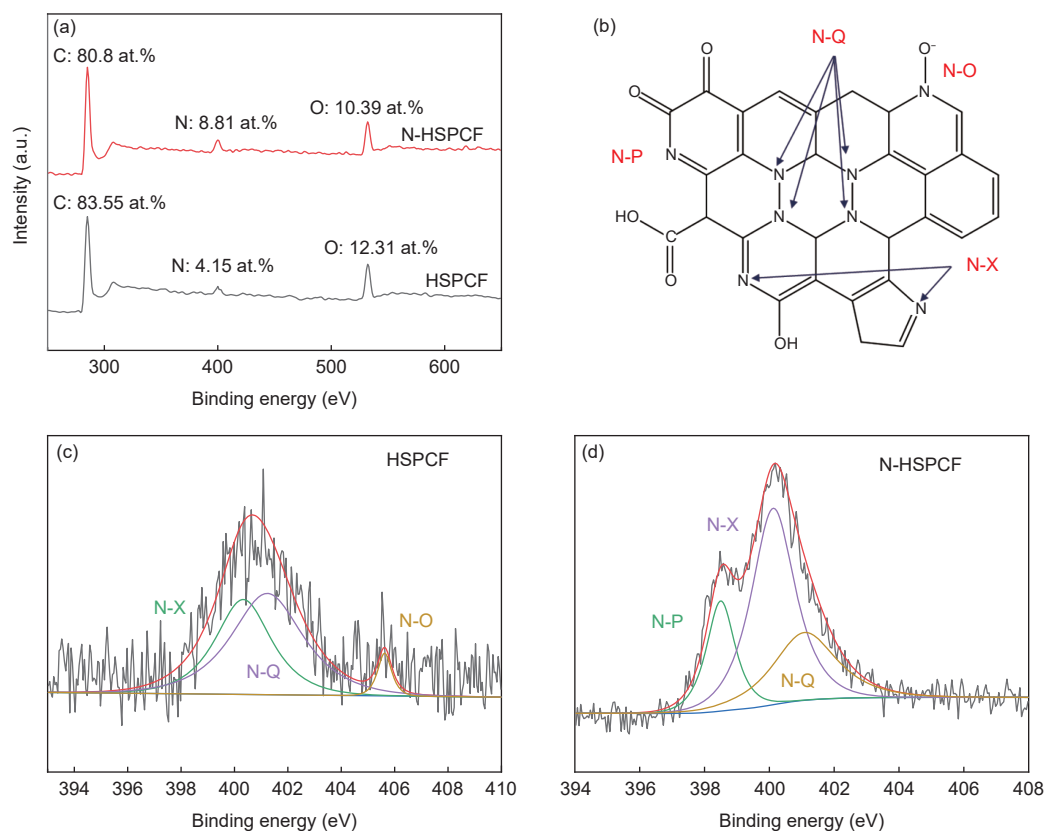 (a)
C: 80.8 at.%
N: 8.81 at.%
O: 10.39 at.%
N-HSPCF
C: 83.55 at.%
N: 4.15 at.%
O: 12.31 at.%
HSPCF
Intensity (a.u.)
300 400 500 600
Binding energy (eV)
(b)
N-Q
O
O⁻
N-O
O
N
N-P
N
N
N
HO
C
N
N
O
N-X
N
N
OH
(c)
HSPCF
N-X
N-Q
N-O
394 396 398 400 402 404 406 408 410
Binding energy (eV)
(d)
N-HSPCF
N-X
N-P
N-Q
394 396 398 400 402 404 406 408
Binding energy (eV)